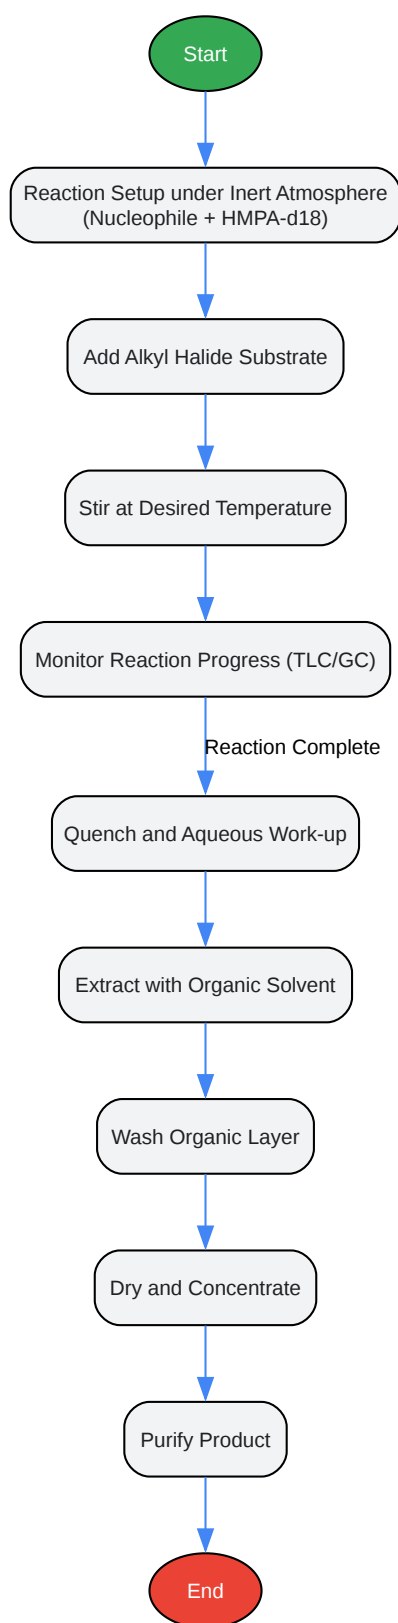 Start
Reaction Setup under Inert Atmosphere
(Nucleophile + HMPA-d18)
Add Alkyl Halide Substrate
Stir at Desired Temperature
Monitor Reaction Progress (TLC/GC)
Reaction Complete
Quench and Aqueous Work-up
Extract with Organic Solvent
Wash Organic Layer
Dry and Concentrate
Purify Product
End